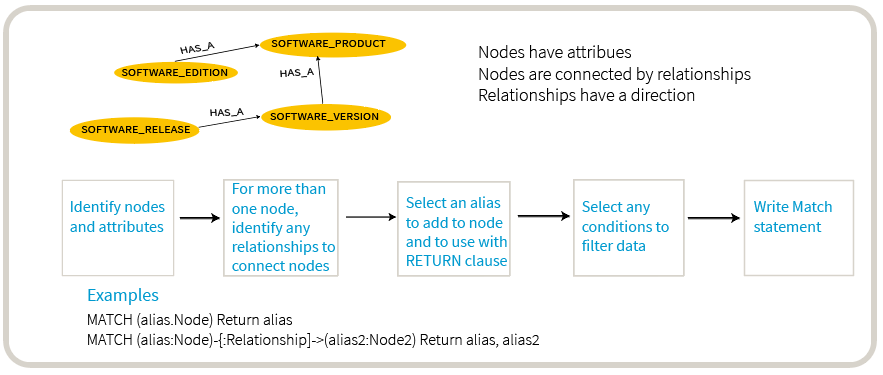 HAS_A
SOFTWARE_PRODUCT
SOFTWARE_EDITION
HAS_A
HAS_A
SOFTWARE_RELEASE
SOFTWARE_VERSION
Nodes have attribues
Nodes are connected by relationships
Relationships have a direction
Identify nodes
and attributes
For more than
one node,
identify any
relationships to
connect nodes
Select an alias
to add to node
and to use with
RETURN clause
Select any
conditions to
filter data
Write Match
statement
Examples
MATCH (alias.Node) Return alias
MATCH (alias:Node)-{:Relationship]->(alias2:Node2) Return alias, alias2